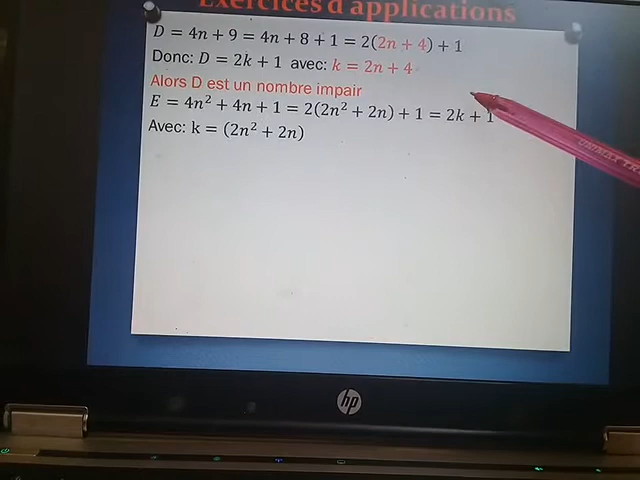 Exercices d'applications
D = 4n + 9 = 4n + 8 + 1 = 2(2n + 4) + 1
Donc: D = 2k + 1 avec: k = 2n + 4
Alors D est un nombre impair
E = 4n² + 4n + 1 = 2(2n² + 2n) + 1 = 2k + 1
Avec: k = (2n² + 2n)
hp